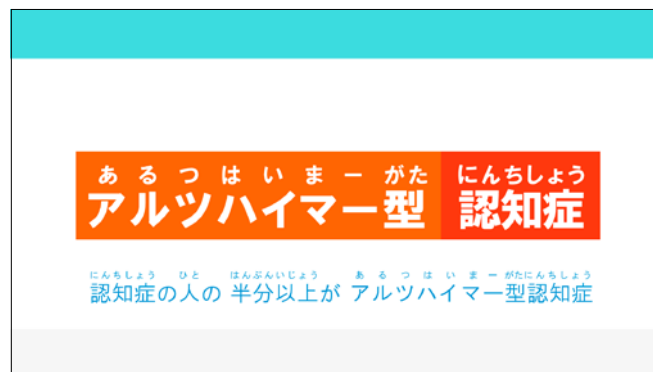 あるつはいまーがた にんちしょう
アルツハイマー型 認知症
にんちしょう ひと はんぶんいじょう あるつはいまーがたにんちしょう
認知症の人の 半分以上が アルツハイマー型認知症